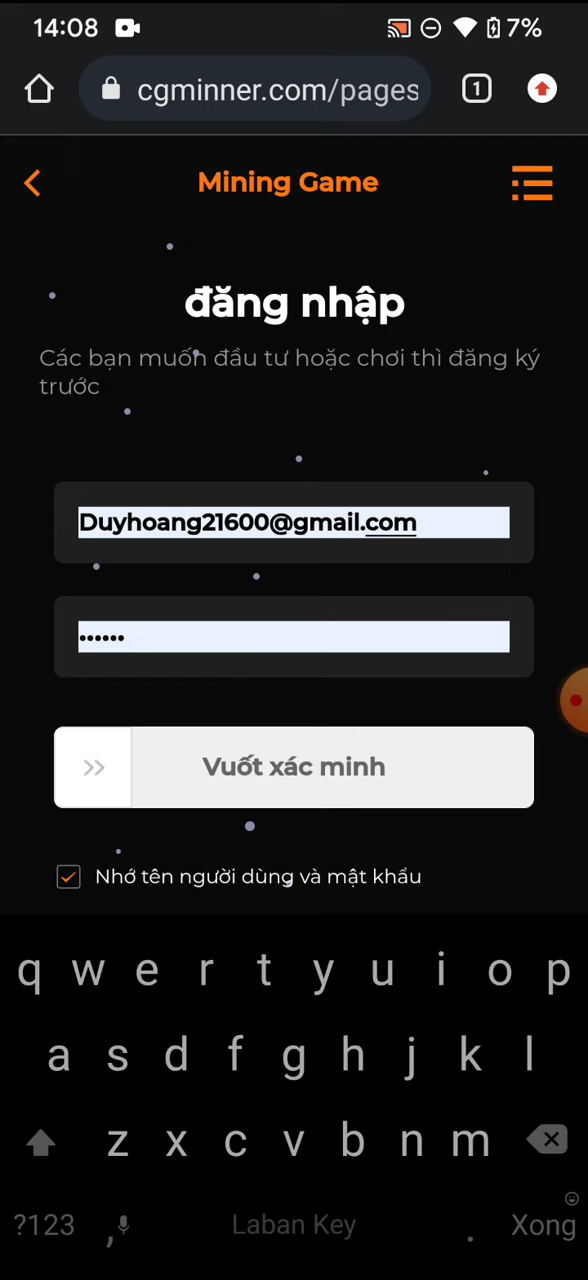 14:08 7%
cgminner.com/pages 1
Mining Game
đăng nhập
Các bạn muốn đầu tư hoặc chơi thì đăng ký
trước
Duyhoang21600@gmail.com
••••••
Vuốt xác minh
Nhớ tên người dùng và mật khẩu
q w e r t y u i o p
a s d f g h j k l
z x c v b n m
?123 , Laban Key . Xong